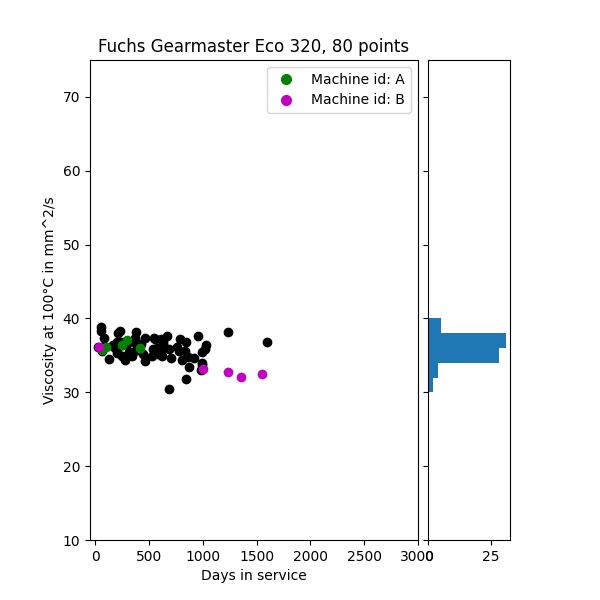 Fuchs Gearmaster Eco 320, 80 points
Machine id: A
Machine id: B
Viscosity at 100°C in mm^2/s
70
60
50
40
30
20
10
0 500 1000 1500 2000 2500 3000
0 25
Days in service